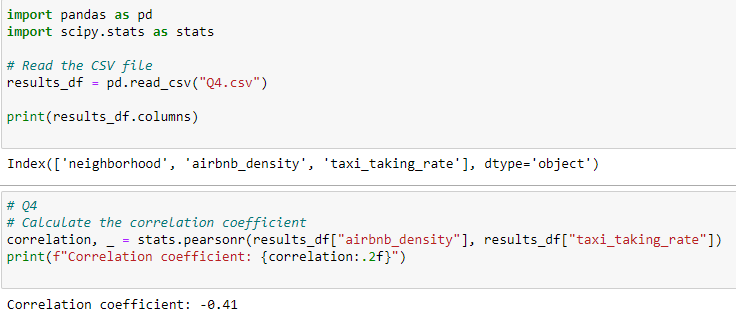 import pandas as pd
import scipy.stats as stats
# Read the CSV file
results_df = pd.read_csv("Q4.csv")
print(results_df.columns)
Index(['neighborhood', 'airbnb_density', 'taxi_taking_rate'], dtype='object')
# Q4
# Calculate the correlation coefficient
correlation, _ = stats.pearsonr(results_df["airbnb_density"], results_df["taxi_taking_rate"])
print(f"Correlation coefficient: {correlation:.2f}")
Correlation coefficient: -0.41